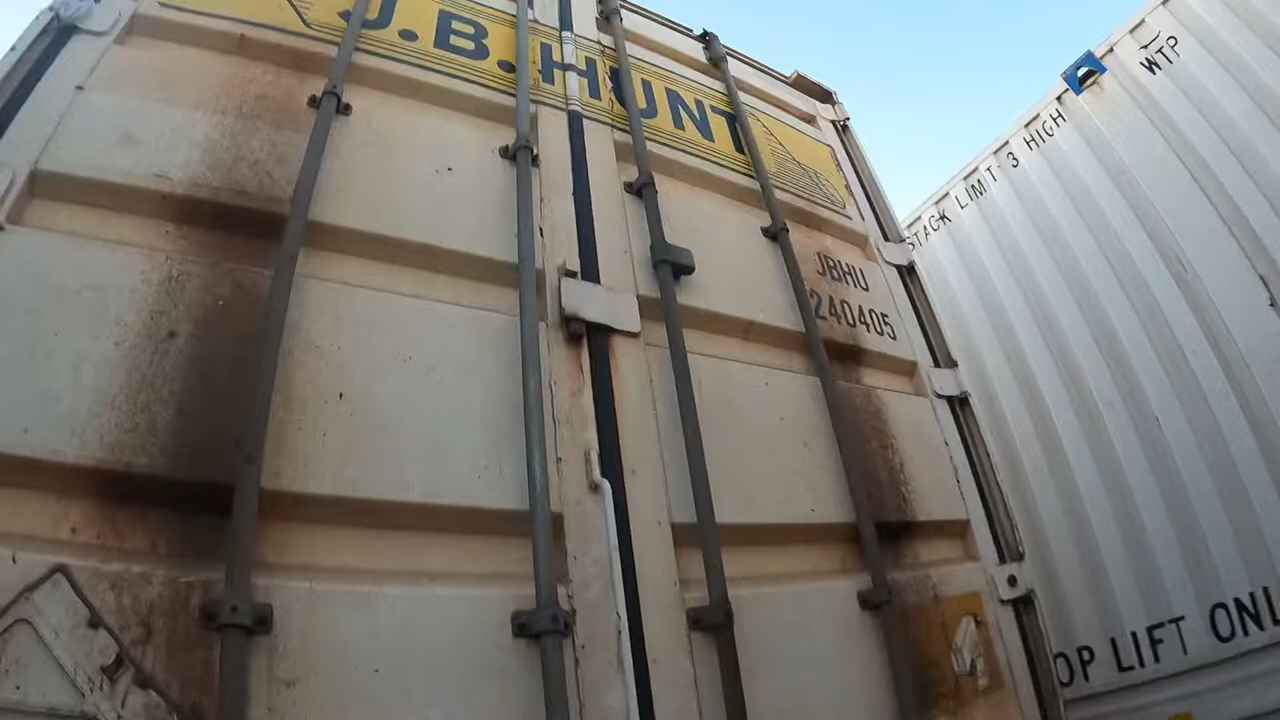 J.B.HUNT
JBHU
240405
WTP
STACK LIMIT 3 HIGH
OP LIFT ONL